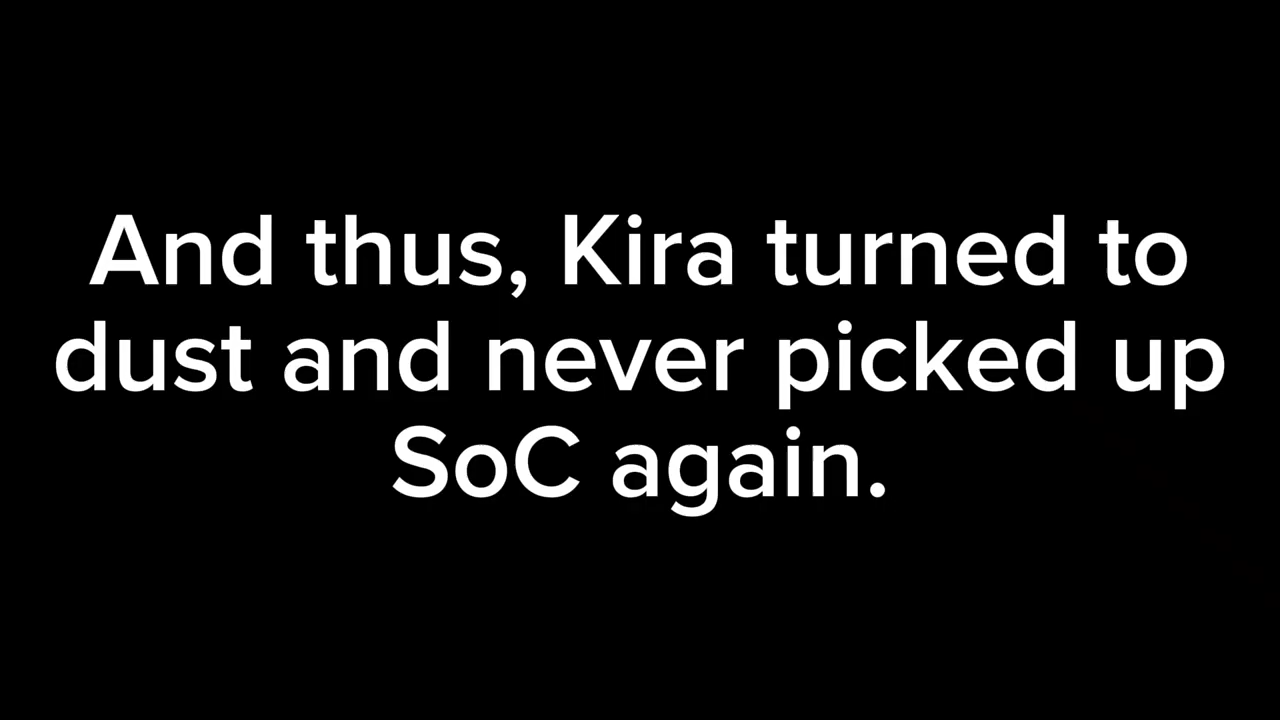 And thus, Kira turned to
dust and never picked up
SoC again.